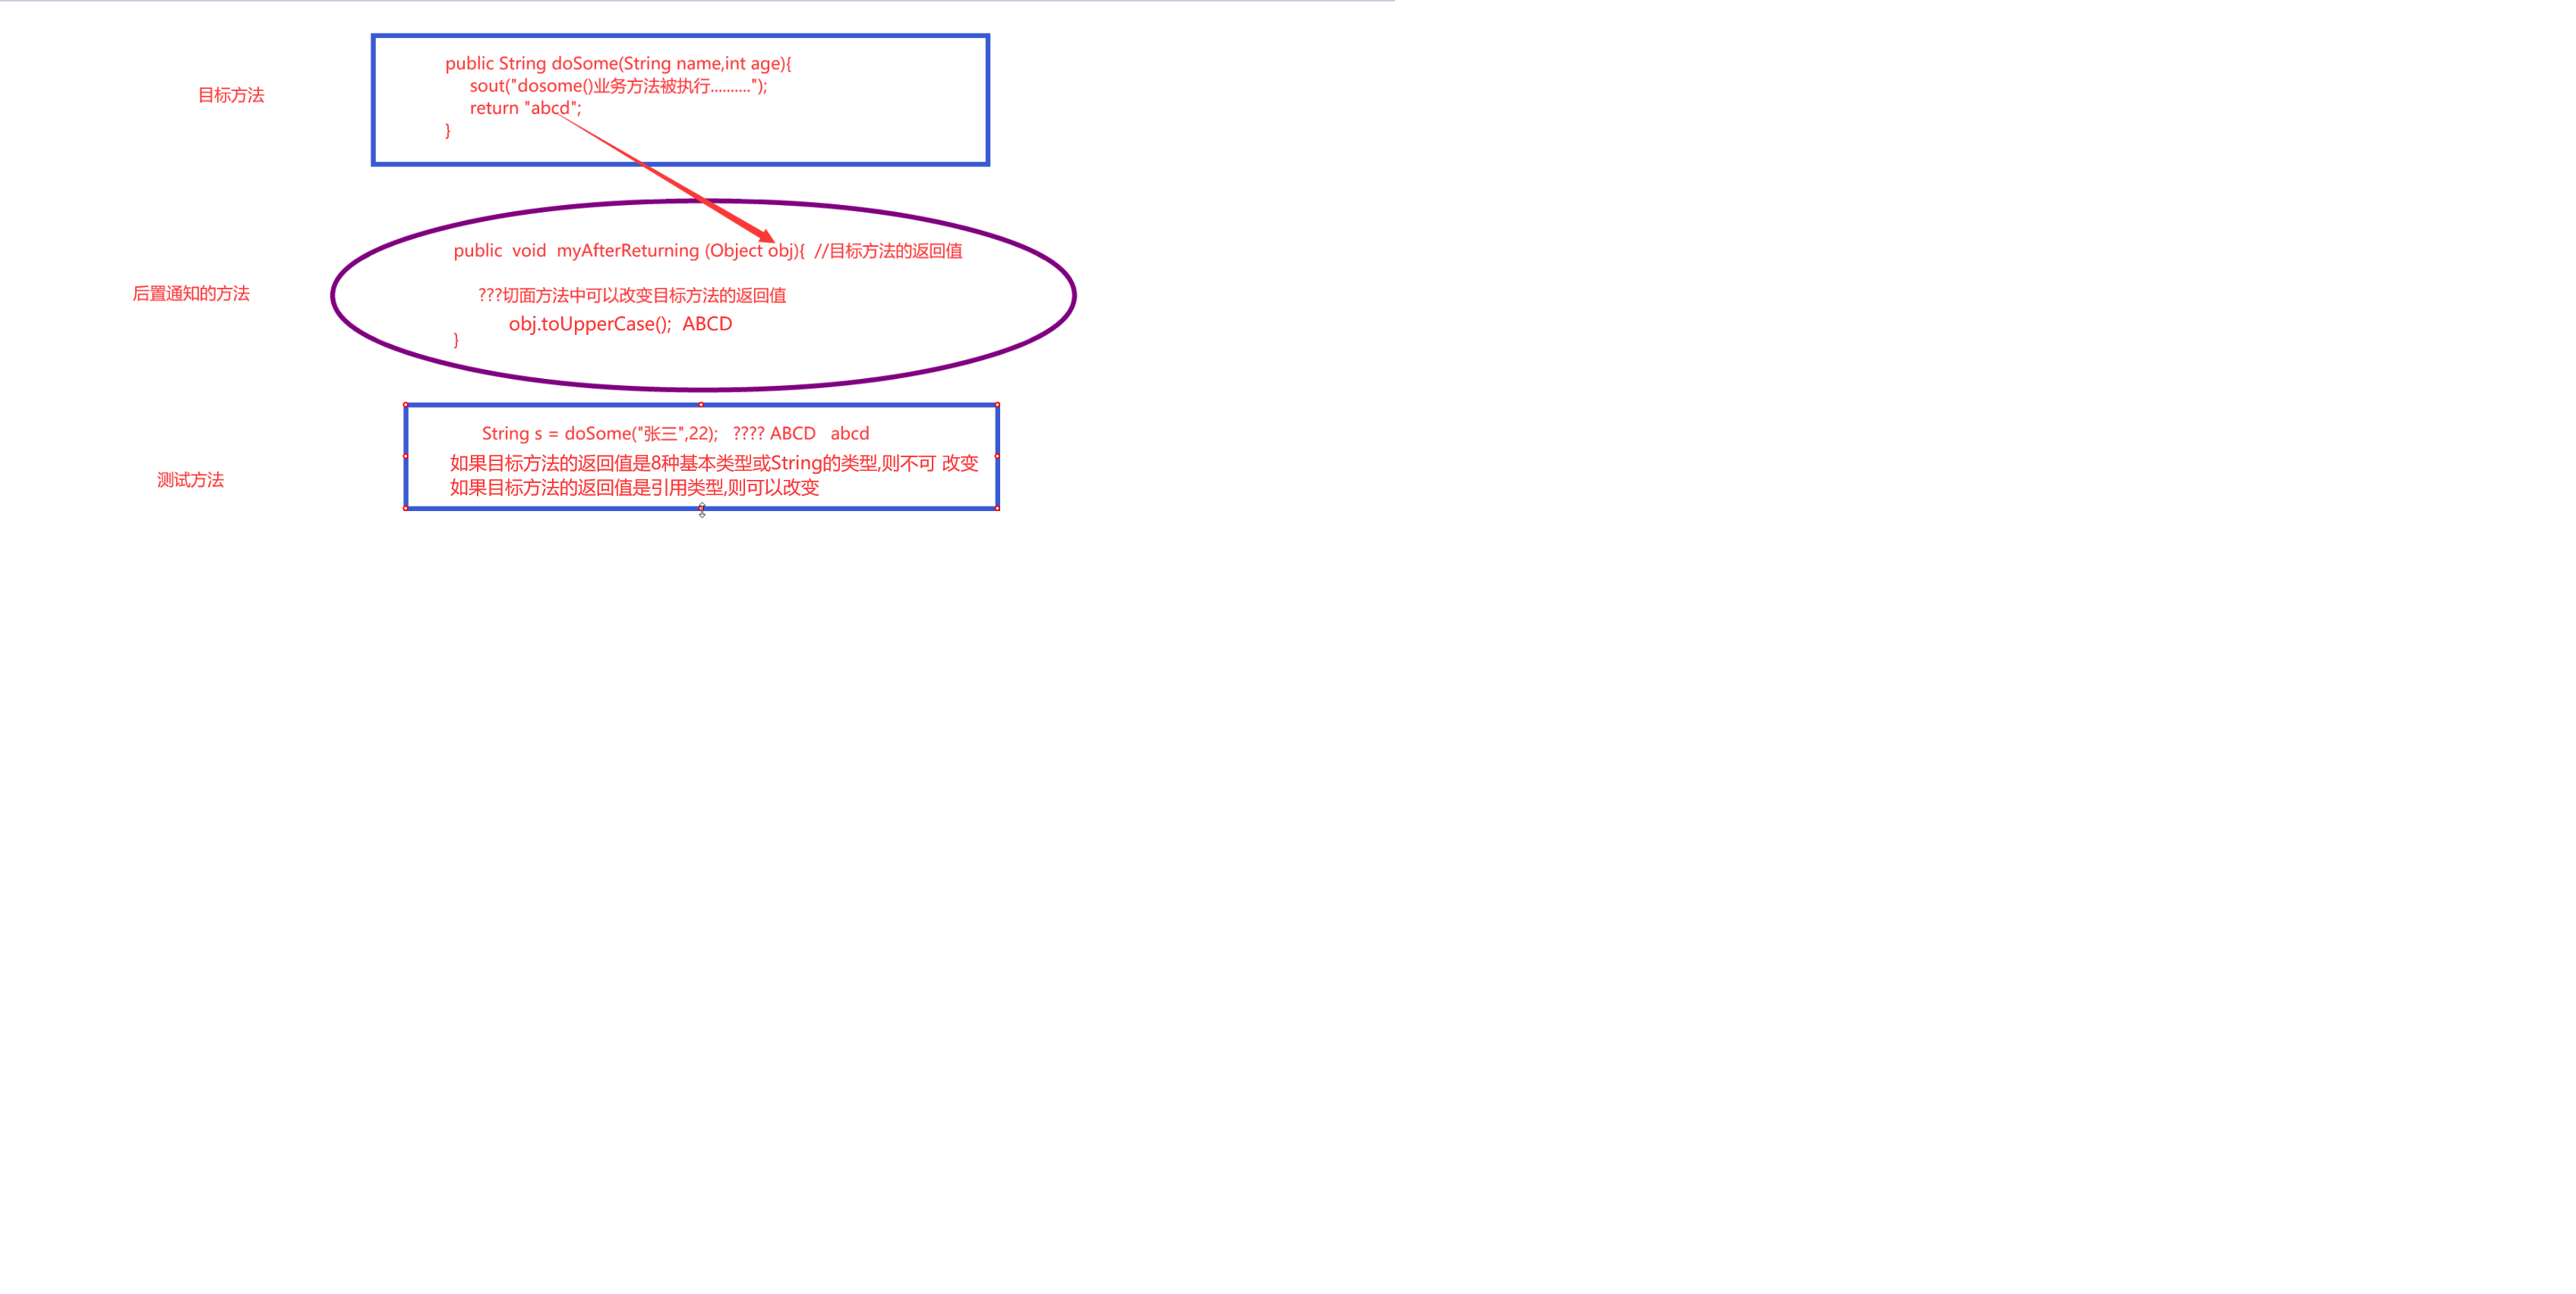 目标方法
public String doSome(String name,int age){
sout("dosome()业务方法被执行..........");
return "abcd";
}
后置通知的方法
public void myAfterReturning (Object obj){ //目标方法的返回值
???切面方法中可以改变目标方法的返回值
obj.toUpperCase(); ABCD
}
测试方法
String s = doSome("张三",22); ???? ABCD abcd
如果目标方法的返回值是8种基本类型或String的类型,则不可 改变
如果目标方法的返回值是引用类型,则可以改变